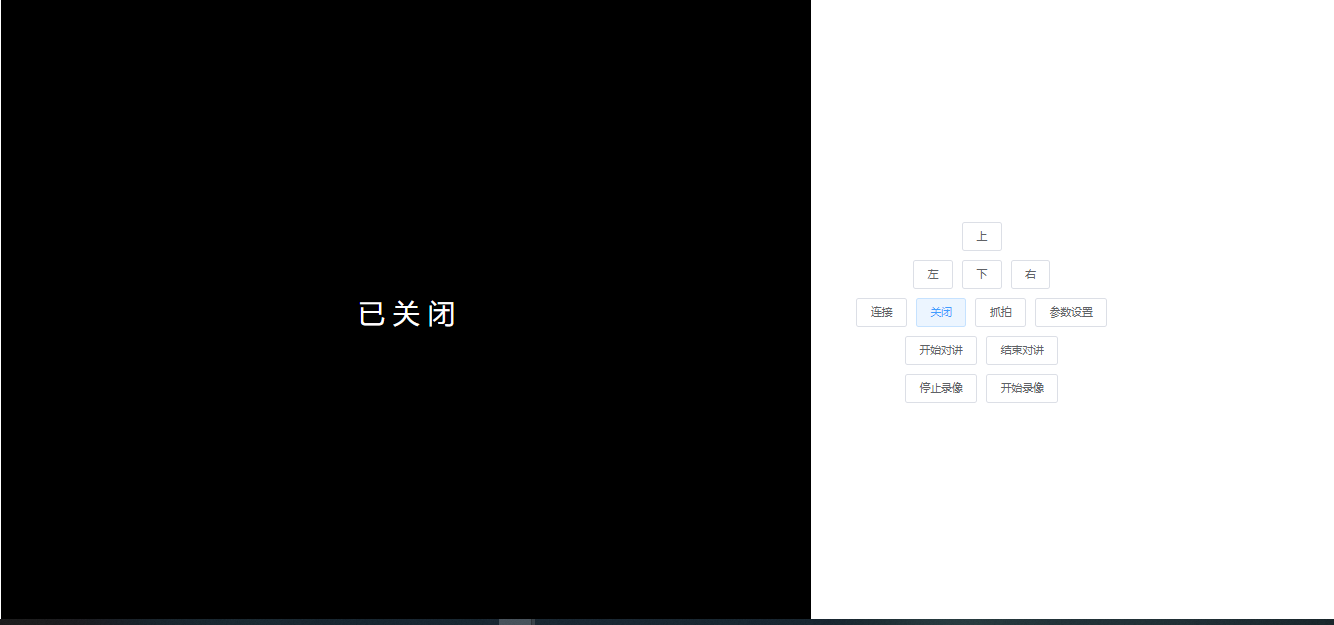 已关闭
上
左 下 右
连接 关闭 抓拍 参数设置
开始对讲 结束对讲
停止录像 开始录像